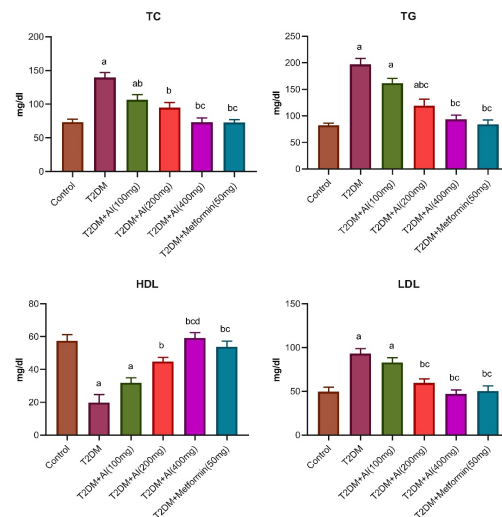 TC
mg/dl
200
150
100
50
0
a
ab
b
bc
bc
Control
T2DM
T2DM+AI(100mg)
T2DM+AI(200mg)
T2DM+AI(400mg)
T2DM+Metformin(50mg)
TG
mg/dl
250
200
150
100
50
0
a
a
abc
bc
bc
Control
T2DM
T2DM+AI(100mg)
T2DM+AI(200mg)
T2DM+AI(400mg)
T2DM+Metformin(50mg)
HDL
mg/dl
80
60
40
20
0
a
a
b
bcd
bc
Control
T2DM
T2DM+AI(100mg)
T2DM+AI(200mg)
T2DM+AI(400mg)
T2DM+Metformin(50mg)
LDL
mg/dl
150
100
50
0
a
a
bc
bc
bc
Control
T2DM
T2DM+AI(100mg)
T2DM+AI(200mg)
T2DM+AI(400mg)
T2DM+Metformin(50mg)